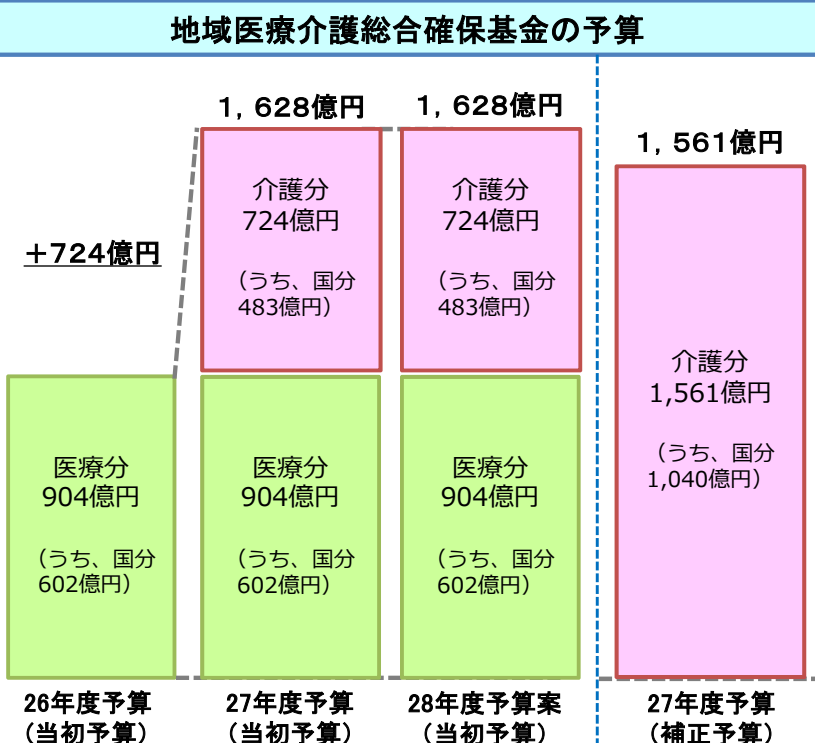 地域医療介護総合確保基金の予算
+724億円
医療分
904億円
（うち、国分
602億円）
26年度予算
（当初予算）
1，628億円
介護分
724億円
（うち、国分
483億円）
医療分
904億円
（うち、国分
602億円）
27年度予算
（当初予算）
1，628億円
介護分
724億円
（うち、国分
483億円）
医療分
904億円
（うち、国分
602億円）
28年度予算案
（当初予算）
1，561億円
介護分
1,561億円
（うち、国分
1,040億円）
27年度予算
（補正予算）